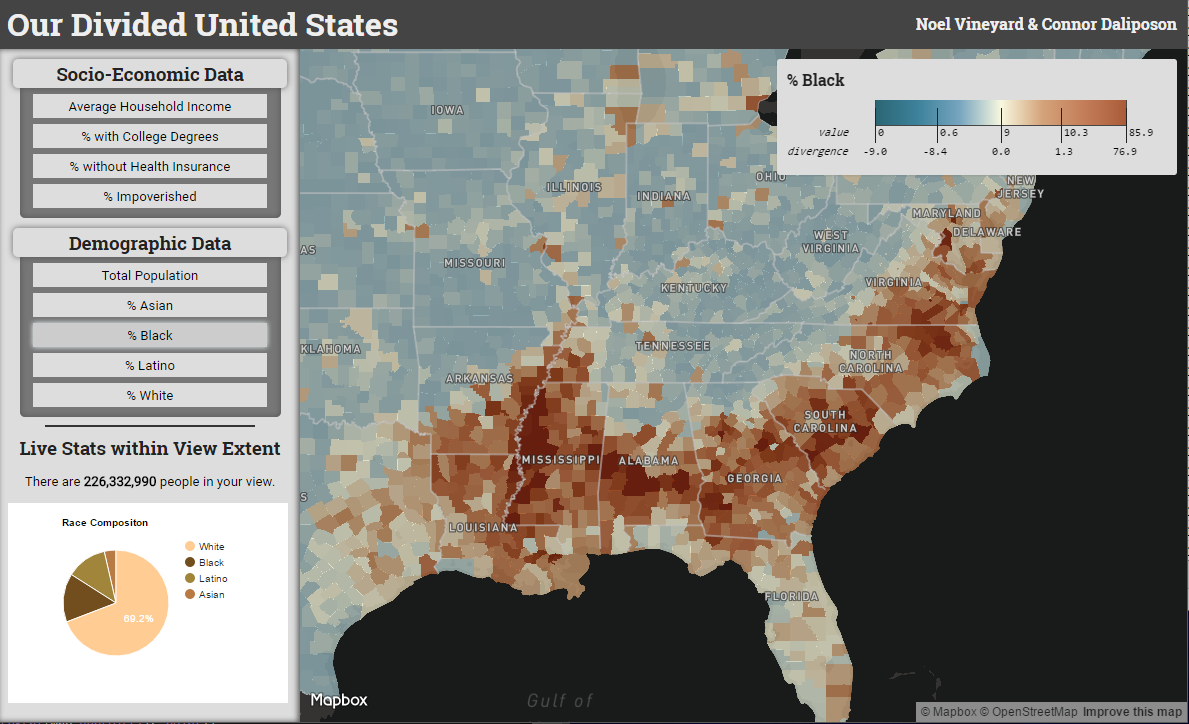 Our Divided United States
Noel Vineyard & Connor Daliposon
Socio-Economic Data
Average Household Income
% with College Degrees
% without Health Insurance
% Impoverished
Demographic Data
Total Population
% Asian
% Black
% Latino
% White
Live Stats within View Extent
There are 226,332,990 people in your view.
Race Compositon
White
Black
Latino
Asian
69.2%
% Black
value 0 0.6 9 10.3 85.9
divergence -9.0 -8.4 0.0 1.3 76.9
IOWA
ILLINOIS
INDIANA
OHIO
NEW
JERSEY
MARYLAND
DELAWARE
WEST
VIRGINIA
AS
MISSOURI
KENTUCKY
VIRGINIA
KLAHOMA
TENNESSEE
NORTH
CAROLINA
ARKANSAS
SOUTH
CAROLINA
MISSISSIPPI
ALABAMA
GEORGIA
S
LOUISIANA
FLORIDA
Gulf of
Mapbox
© Mapbox © OpenStreetMap Improve this map